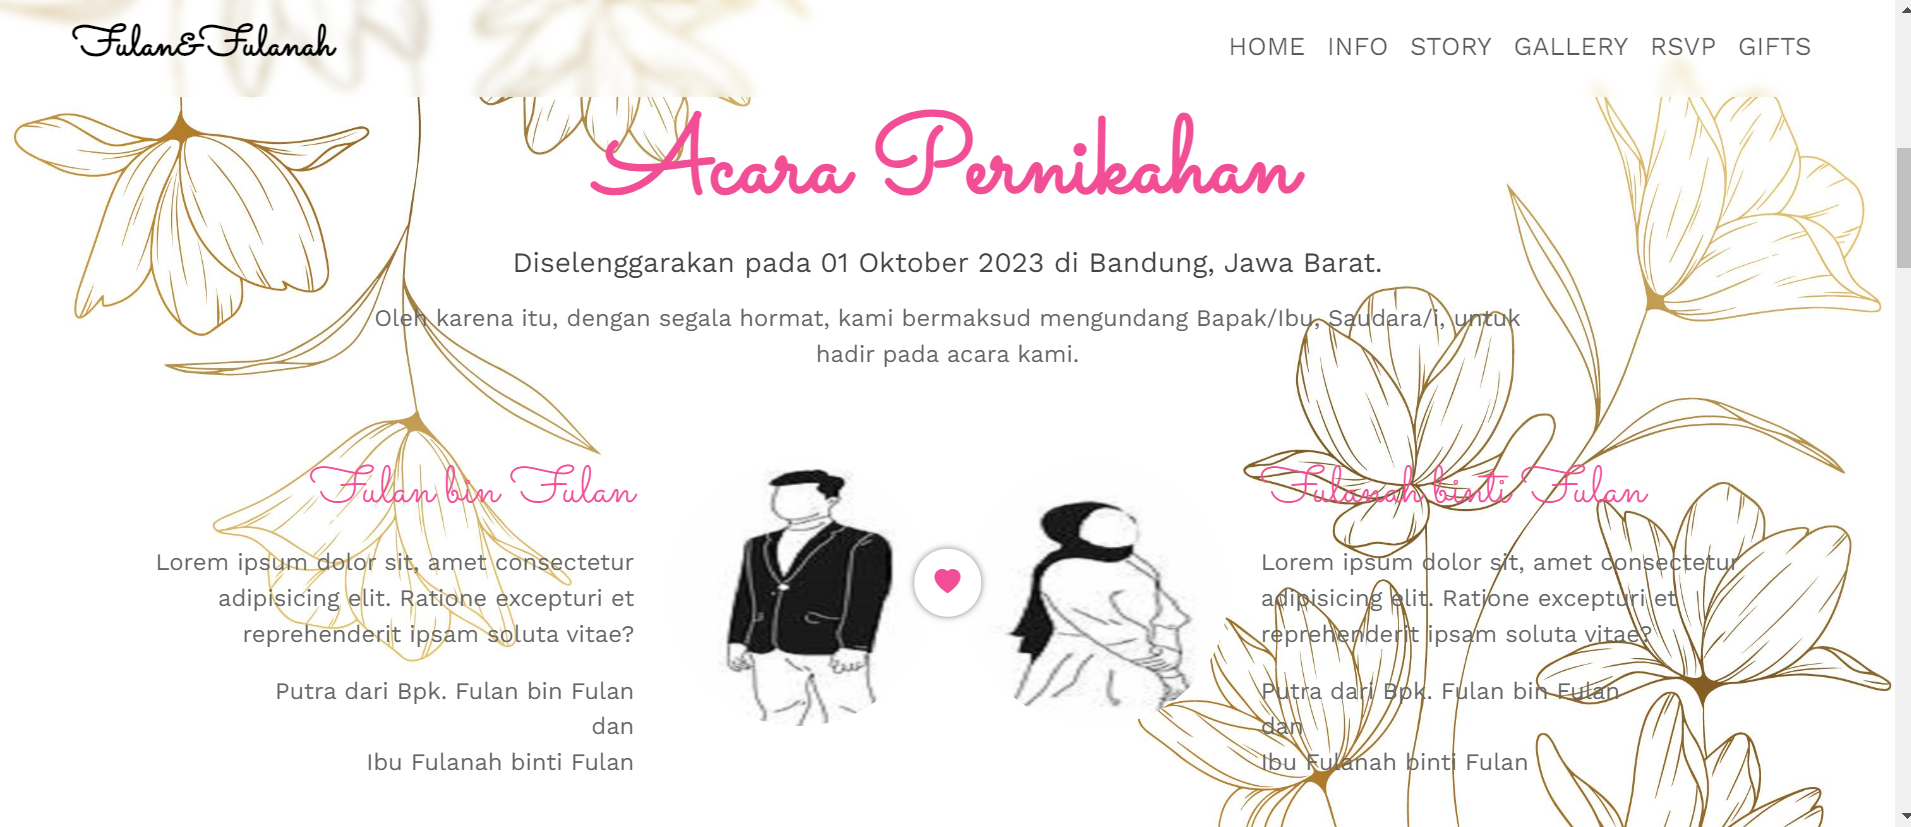 Fulan&Fulanah
HOME INFO STORY GALLERY RSVP GIFTS
Acara Pernikahan
Diselenggarakan pada 01 Oktober 2023 di Bandung, Jawa Barat.
Oleh karena itu, dengan segala hormat, kami bermaksud mengundang Bapak/Ibu, Saudara/i, untuk
hadir pada acara kami.
Fulan bin Fulan
Lorem ipsum dolor sit, amet consectetur
adipisicing elit. Ratione excepturi et
reprehenderit ipsam soluta vitae?
Putra dari Bpk. Fulan bin Fulan
dan
Ibu Fulanah binti Fulan
Fulanah binti Fulan
Lorem ipsum dolor sit, amet consectetur
adipisicing elit. Ratione excepturi et
reprehenderit ipsam soluta vitae?
Putra dari Bpk. Fulan bin Fulan
dan
Ibu Fulanah binti Fulan